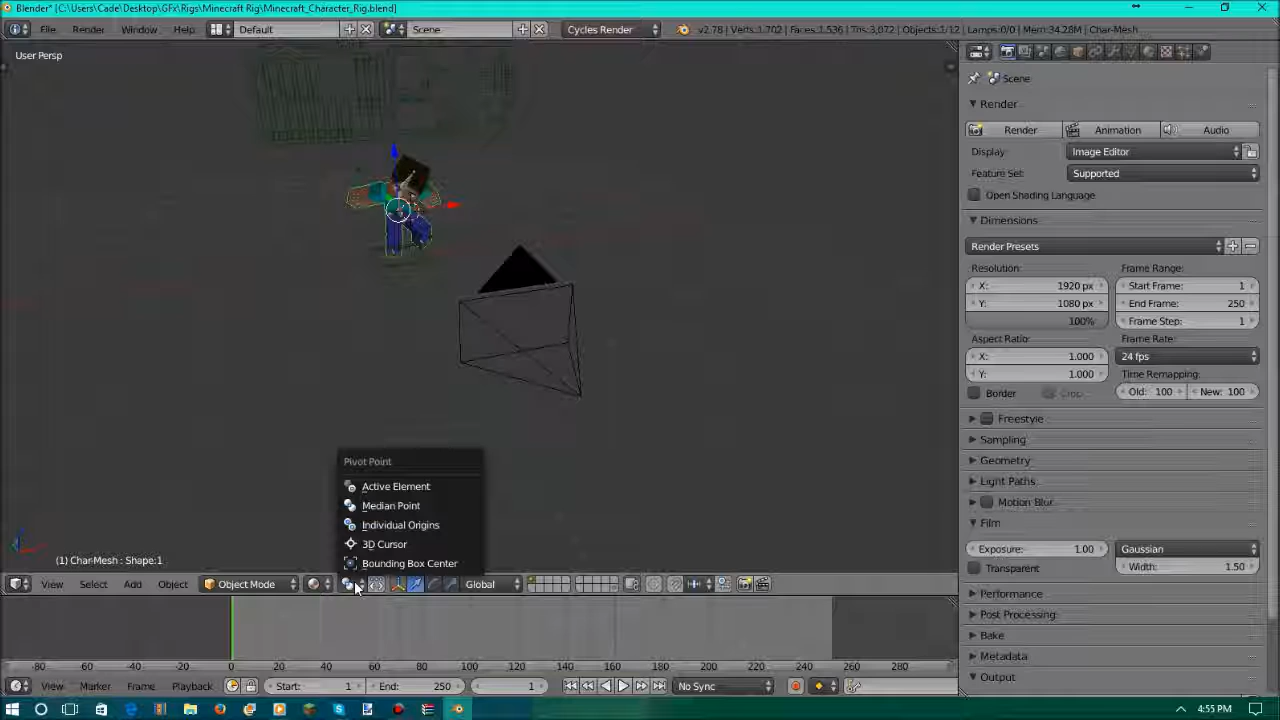 Blender* [C:\Users\Cade\Desktop\GFx\Rigs\Minecraft Rig\Minecraft_Character_Rig.blend]
File Render Window Help Default Scene Cycles Render v2.78 | Verts:1,702 | Faces:1,536 | Tris:3,072 | Objects:1/12 | Lamps:0/0 | Mem:34.28M | Char-Mesh
User Persp
Scene
Render
Render Animation Audio
Display: Image Editor
Feature Set: Supported
Open Shading Language
Dimensions
Render Presets
Resolution: Frame Range:
X: 1920 px Start Frame: 1
Y: 1080 px End Frame: 250
100% Frame Step: 1
Aspect Ratio: Frame Rate:
X: 1.000 24 fps
Y: 1.000 Time Remapping:
Border Crop Old: 100 New: 100
Freestyle
Sampling
Geometry
Light Paths
Motion Blur
Film
Exposure: 1.00 Gaussian
Transparent Width: 1.50
Performance
Post Processing
Bake
Metadata
Output
Pivot Point
Active Element
Median Point
Individual Origins
3D Cursor
Bounding Box Center
(1) Char-Mesh : Shape:1
View Select Add Object Object Mode Global
-80 -60 -40 -20 0 20 40 60 80 100 120 140 160 180 200 220 240 260 280
View Marker Frame Playback Start: 1 End: 250 1 No Sync
4:55 PM